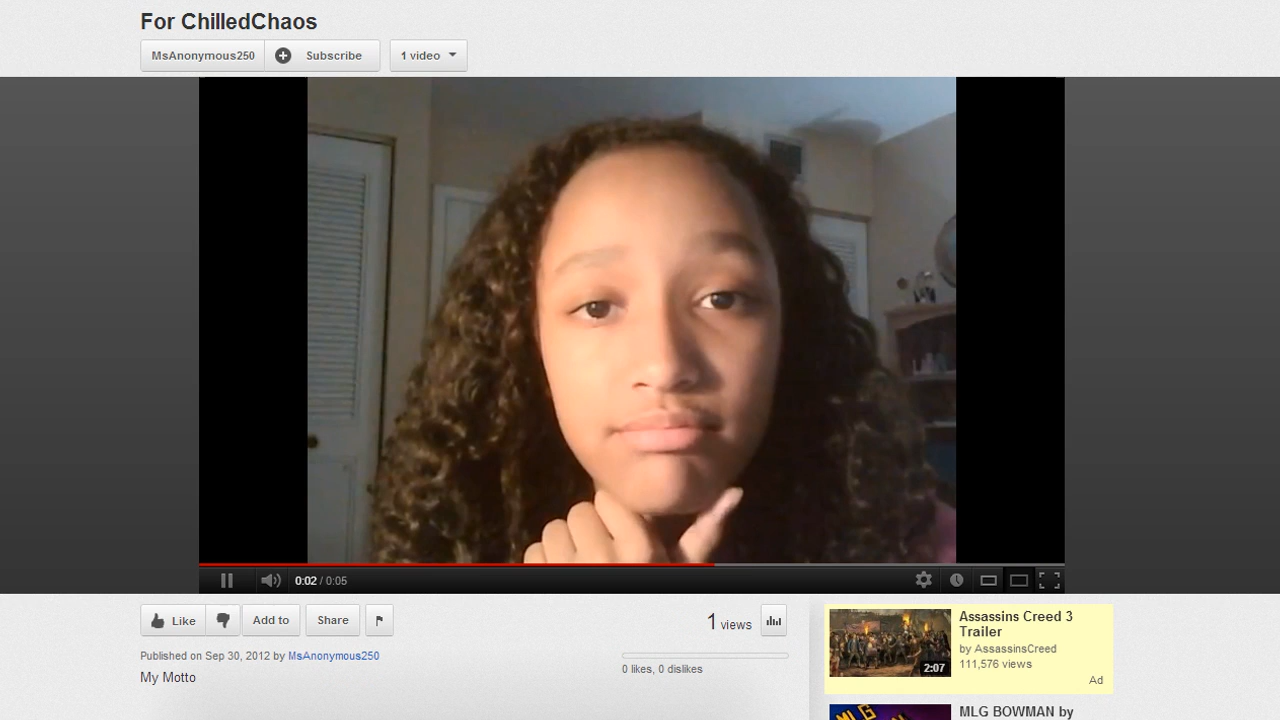 For ChilledChaos
MsAnonymous250 Subscribe 1 video
0:02 / 0:05
Like Add to Share
1 views
Published on Sep 30, 2012 by MsAnonymous250
0 likes, 0 dislikes
My Motto
Assassins Creed 3
Trailer
by AssassinsCreed
111,576 views
2:07
Ad
MLG
MLG BOWMAN by